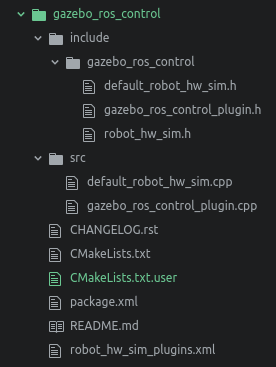 gazebo_ros_control
include
gazebo_ros_control
default_robot_hw_sim.h
gazebo_ros_control_plugin.h
robot_hw_sim.h
src
default_robot_hw_sim.cpp
gazebo_ros_control_plugin.cpp
CHANGELOG.rst
CMakeLists.txt
CMakeLists.txt.user
package.xml
README.md
robot_hw_sim_plugins.xml